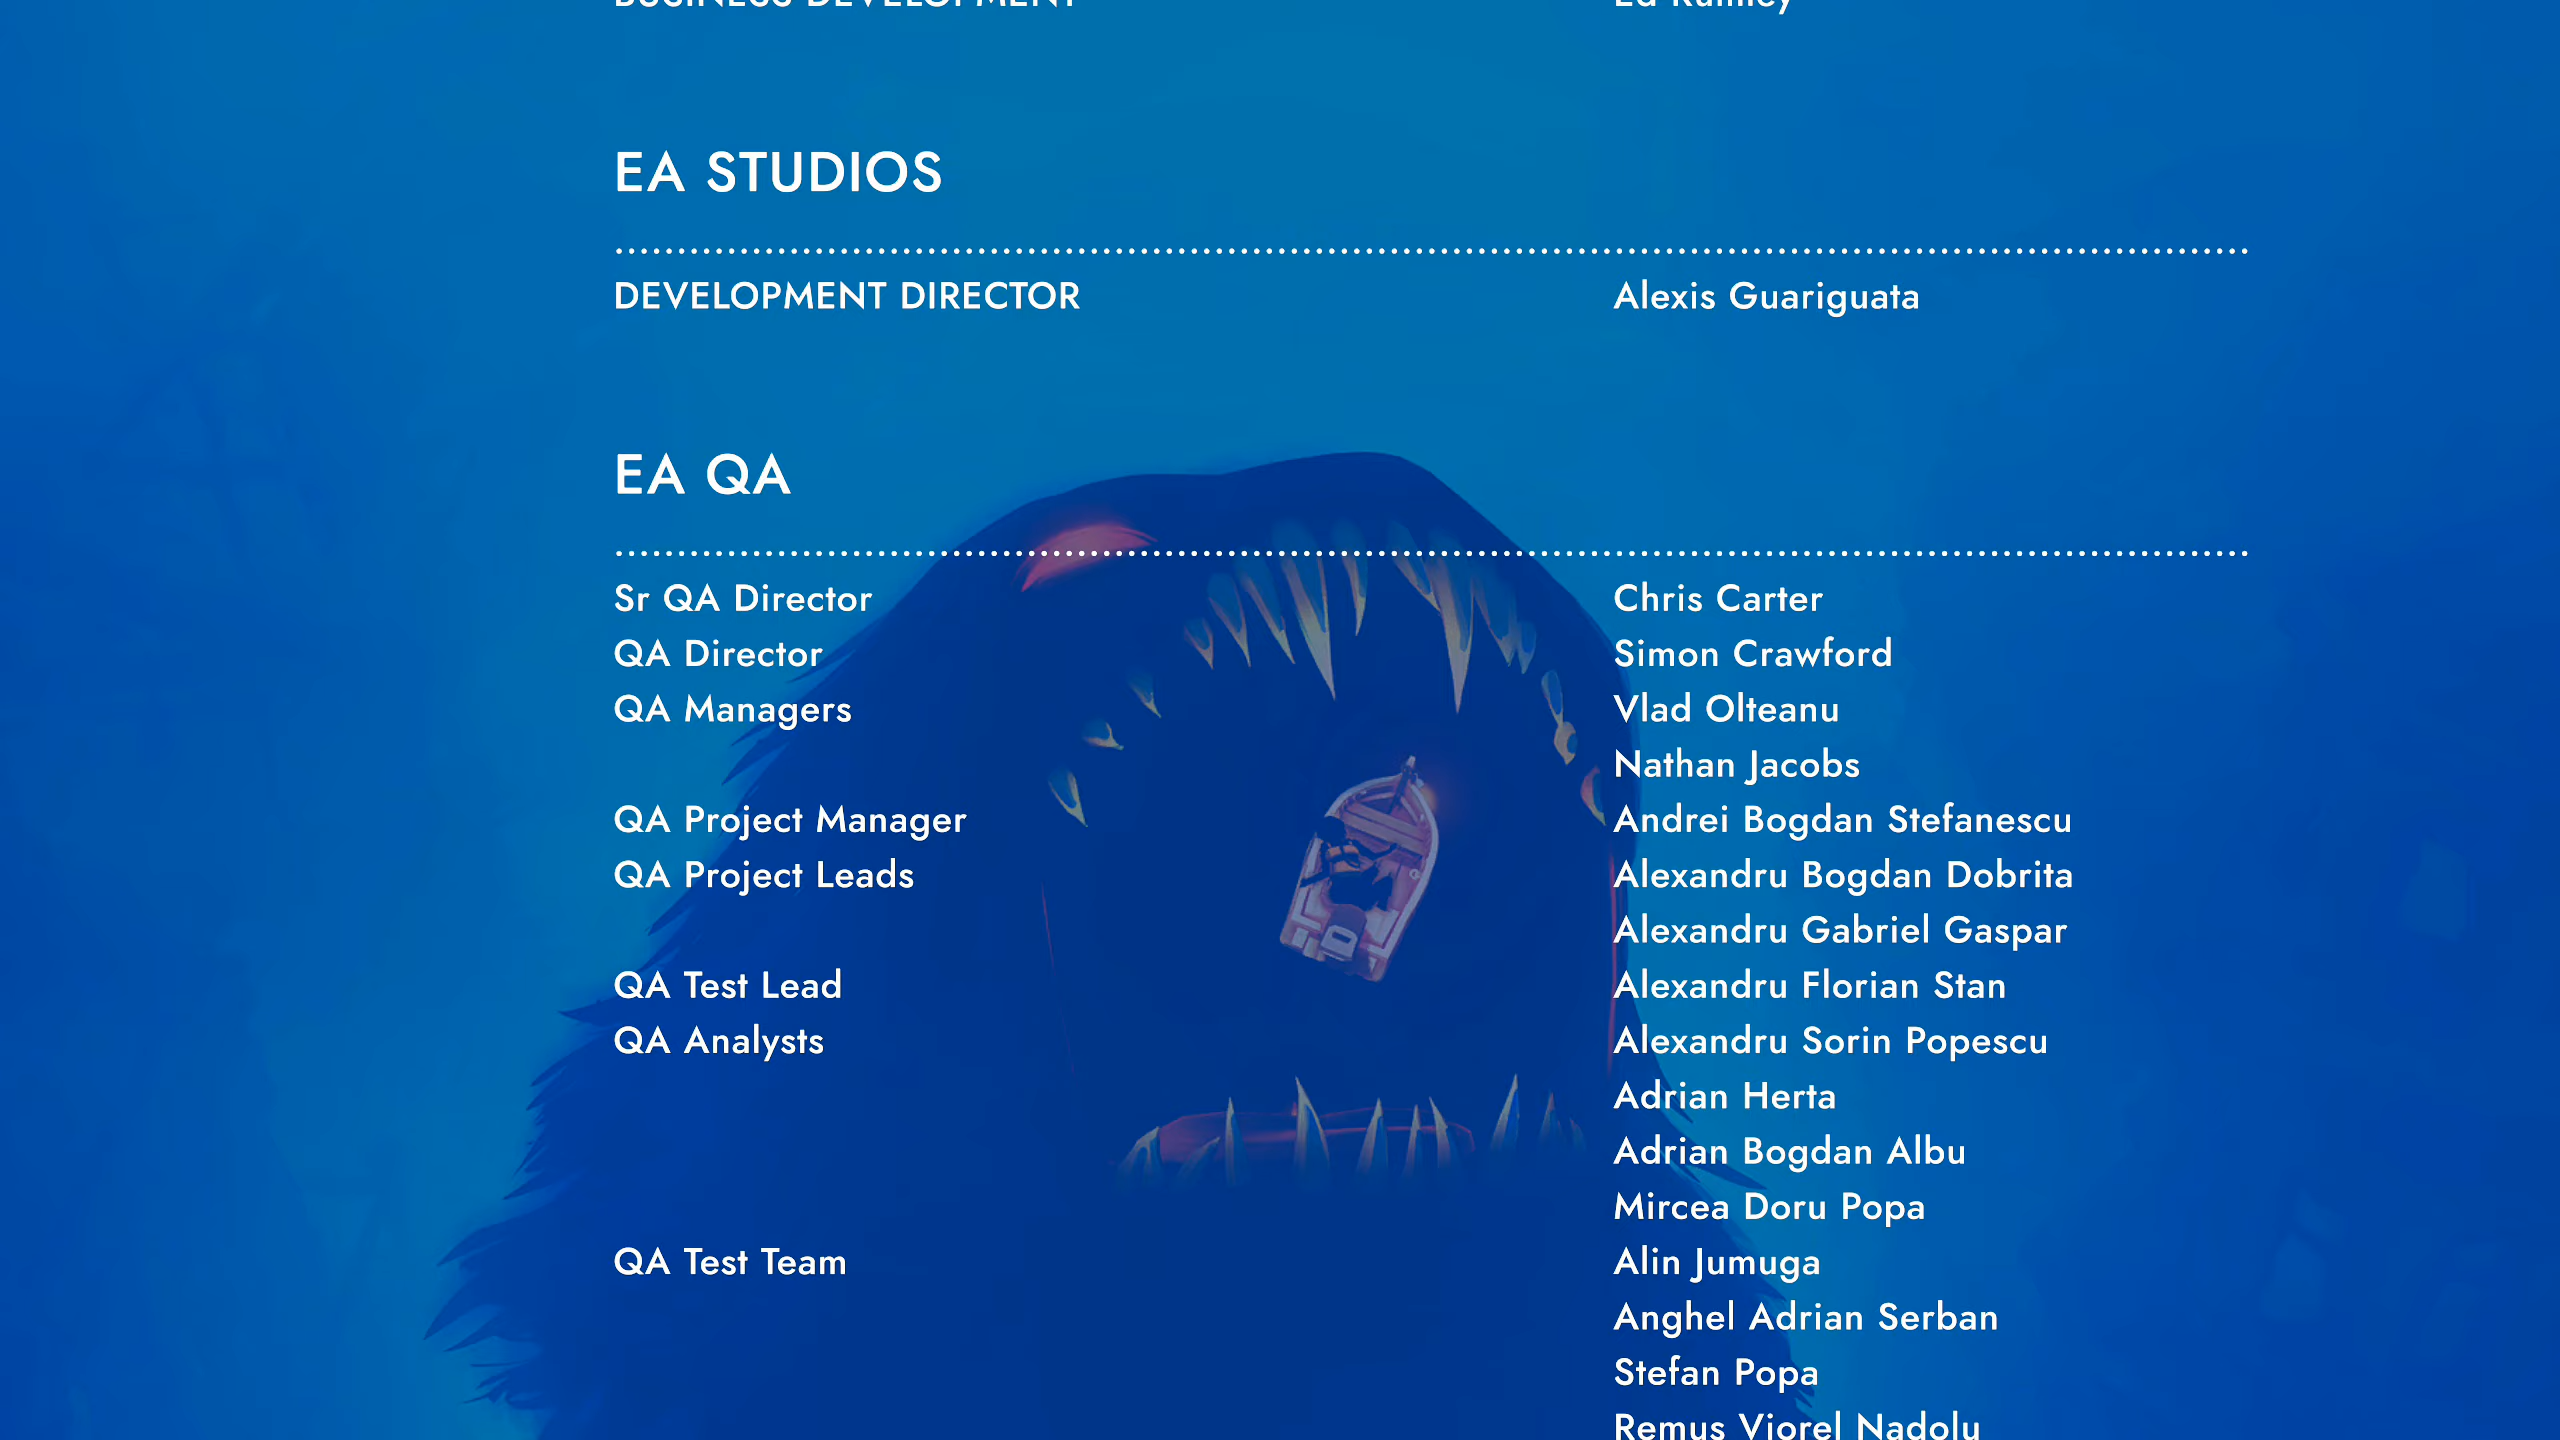 BUSINESS DEVELOPMENT
EA STUDIOS
DEVELOPMENT DIRECTOR Alexis Guariguata
EA QA
Sr QA Director Chris Carter
QA Director Simon Crawford
QA Managers Vlad Olteanu
Nathan Jacobs
QA Project Manager Andrei Bogdan Stefanescu
QA Project Leads Alexandru Bogdan Dobrita
Alexandru Gabriel Gaspar
QA Test Lead Alexandru Florian Stan
QA Analysts Alexandru Sorin Popescu
Adrian Herta
Adrian Bogdan Albu
Mircea Doru Popa
QA Test Team Alin Jumuga
Anghel Adrian Serban
Stefan Popa
Remus Viorel Nadolu